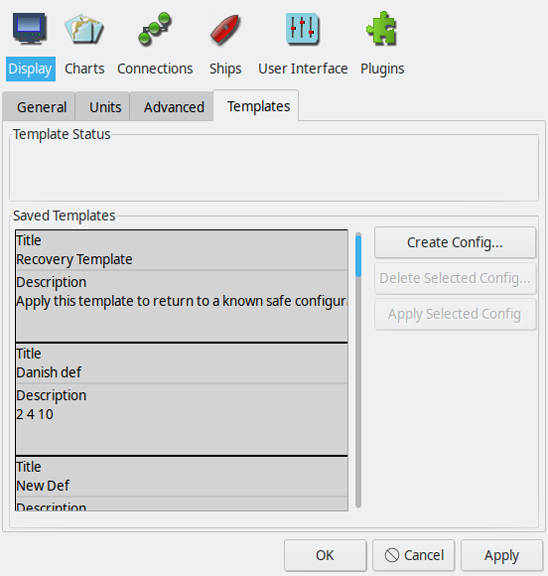 Display Charts Connections Ships User Interface Plugins
General Units Advanced Templates
Template Status
Saved Templates
Title
Recovery Template
Description
Apply this template to return to a known safe configur
Title
Danish def
Description
2 4 10
Title
New Def
Description
Create Config...
Delete Selected Config...
Apply Selected Config
OK Cancel Apply